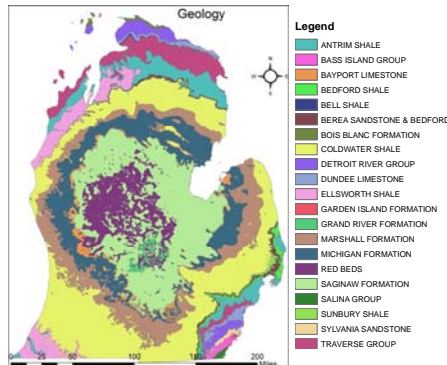 Geology
Legend
ANTRIM SHALE
BASS ISLAND GROUP
BAYPORT LIMESTONE
BEDFORD SHALE
BELL SHALE
BEREA SANDSTONE & BEDFORD
BOIS BLANC FORMATION
COLDWATER SHALE
DETROIT RIVER GROUP
DUNDEE LIMESTONE
ELLSWORTH SHALE
GARDEN ISLAND FORMATION
GRAND RIVER FORMATION
MARSHALL FORMATION
MICHIGAN FORMATION
RED BEDS
SAGINAW FORMATION
SALINA GROUP
SUNBURY SHALE
SYLVANIA SANDSTONE
TRAVERSE GROUP
N
W E
S
0 25 50 100 150 200
Miles